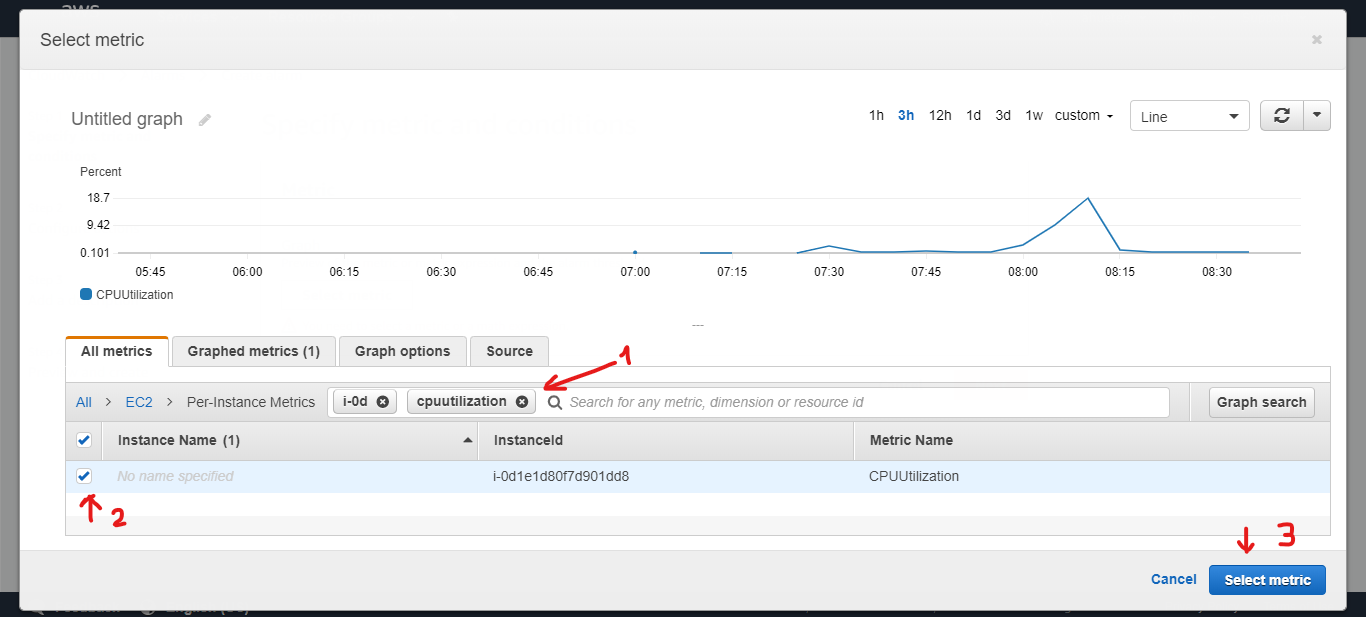 aws
Select metric ×
Untitled graph
1h 3h 12h 1d 3d 1w custom Line
Percent
18.7
9.42
0.101
05:45 06:00 06:15 06:30 06:45 07:00 07:15 07:30 07:45 08:00 08:15 08:30
CPUUtilization
---
1
All metrics Graphed metrics (1) Graph options Source
All > EC2 > Per-Instance Metrics i-0d cpuutilization Search for any metric, dimension or resource id Graph search
Instance Name (1) InstanceId Metric Name
No name specified i-0d1e1d80f7d901dd8 CPUUtilization
2
3
Cancel Select metric